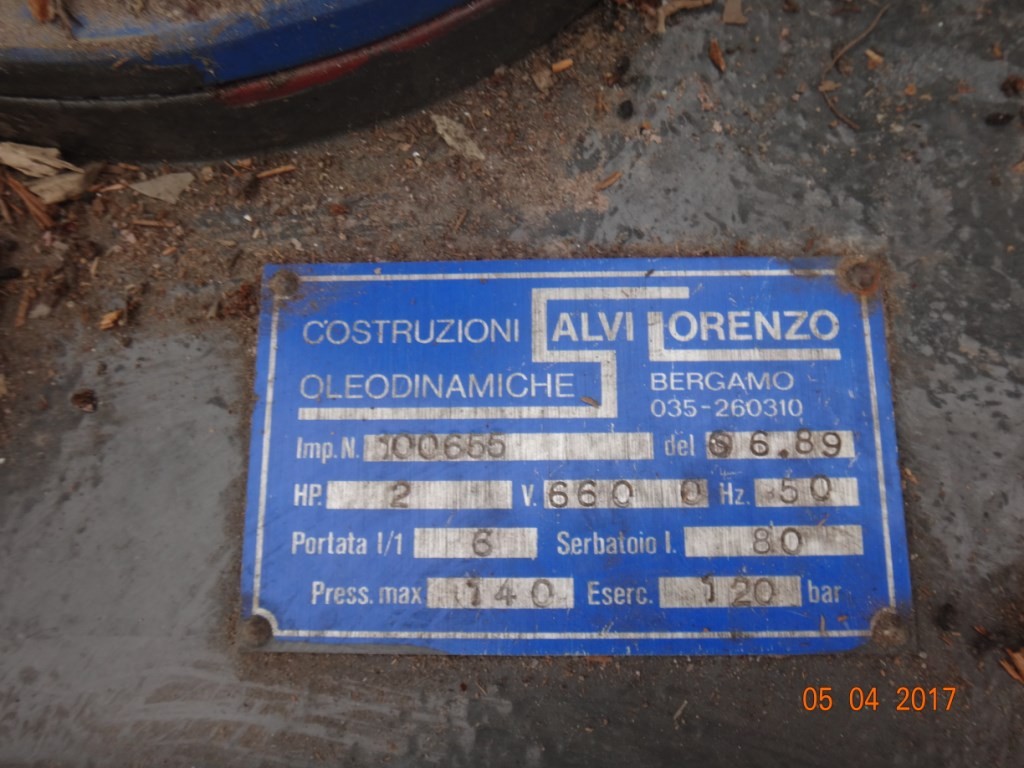 COSTRUZIONI SALVI LORENZO
OLEODINAMICHE BERGAMO
035-260310
Imp. N. 100655 del 06.89
HP. 2 V. 660 0 Hz. 50
Portata l/1 6 Serbatoio l. 80
Press. max 140 Eserc. 120 bar
05 04 2017